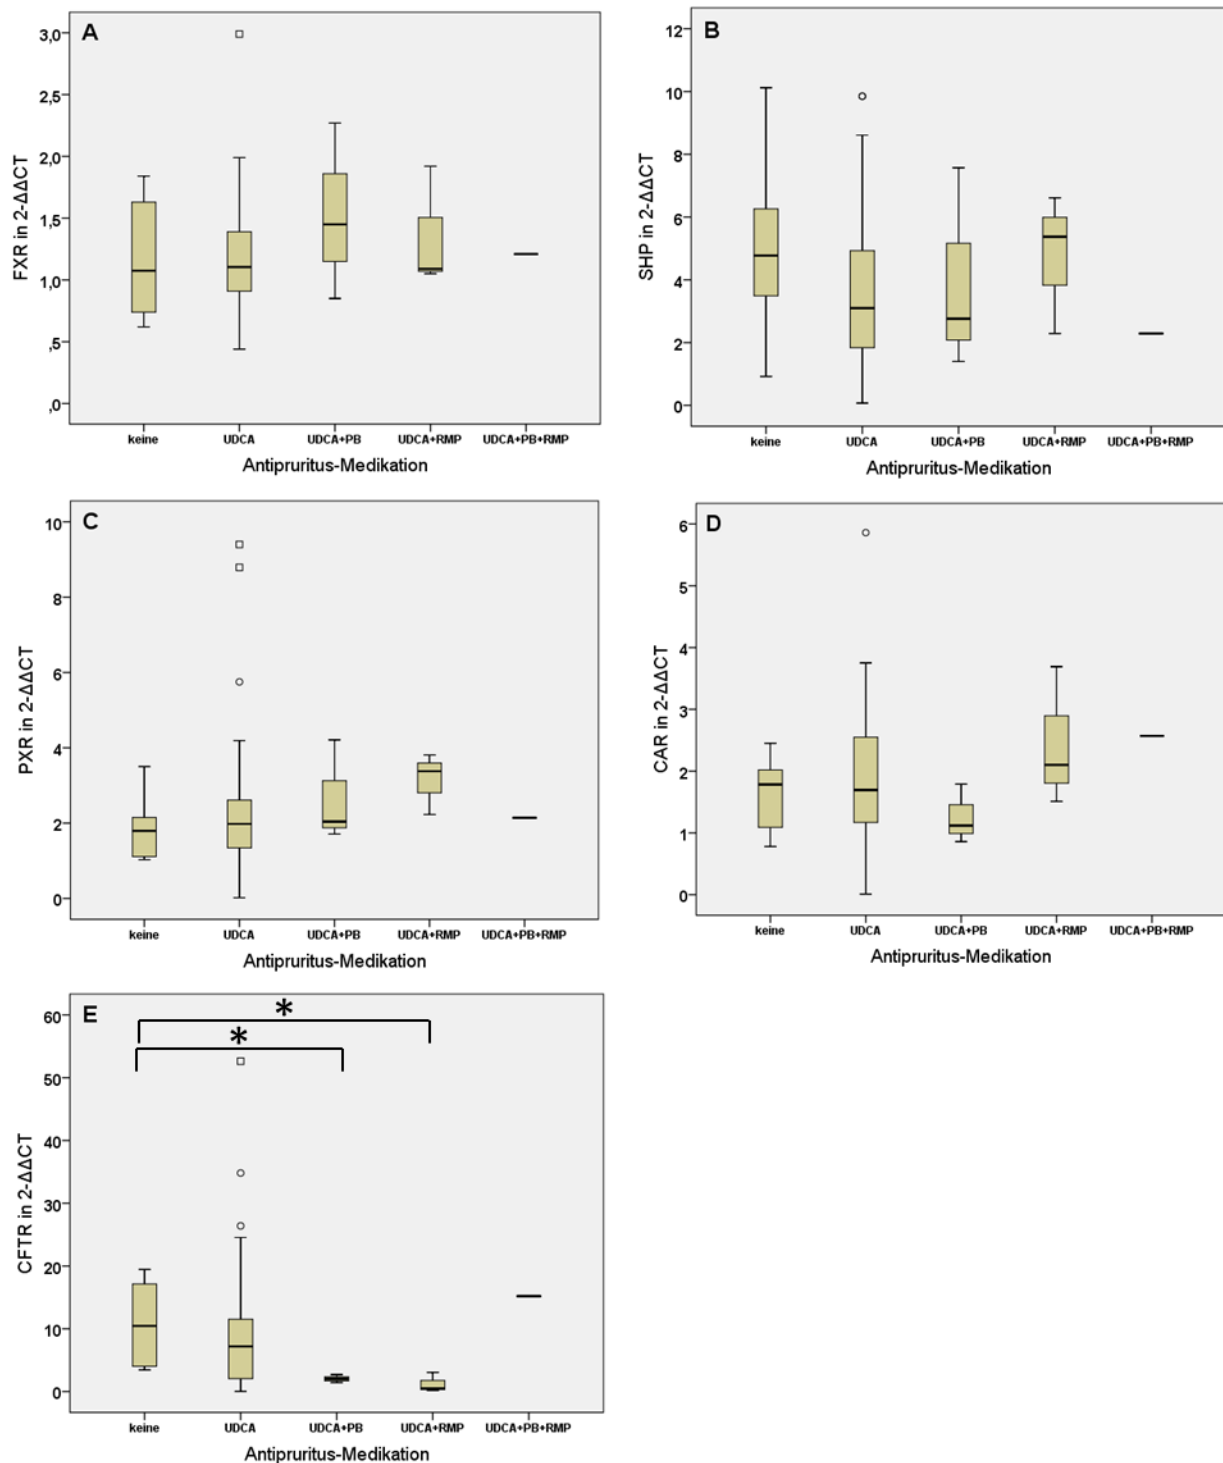 A
FXR in 2-ΔΔCT
3,0
2,5
2,0
1,5
1,0
,5
,0
keine UDCA UDCA+PB UDCA+RMP UDCA+PB+RMP
Antipruritus-Medikation
B
SHP in 2-ΔΔCT
12
10
8
6
4
2
0
keine UDCA UDCA+PB UDCA+RMP UDCA+PB+RMP
Antipruritus-Medikation
C
PXR in 2-ΔΔCT
10
8
6
4
2
0
keine UDCA UDCA+PB UDCA+RMP UDCA+PB+RMP
Antipruritus-Medikation
D
CAR in 2-ΔΔCT
6
5
4
3
2
1
0
keine UDCA UDCA+PB UDCA+RMP UDCA+PB+RMP
Antipruritus-Medikation
E
*
*
CFTR in 2-ΔΔCT
60
50
40
30
20
10
0
keine UDCA UDCA+PB UDCA+RMP UDCA+PB+RMP
Antipruritus-Medikation